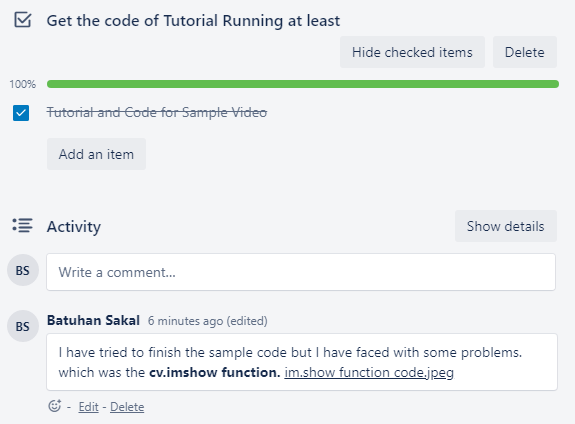 Get the code of Tutorial Running at least
Hide checked items Delete
100%
Tutorial and Code for Sample Video
Add an item
Activity Show details
BS Write a comment...
BS Batuhan Sakal 6 minutes ago (edited)
I have tried to finish the sample code but I have faced with some problems.
which was the cv.imshow function. im.show function code.jpeg
- Edit - Delete